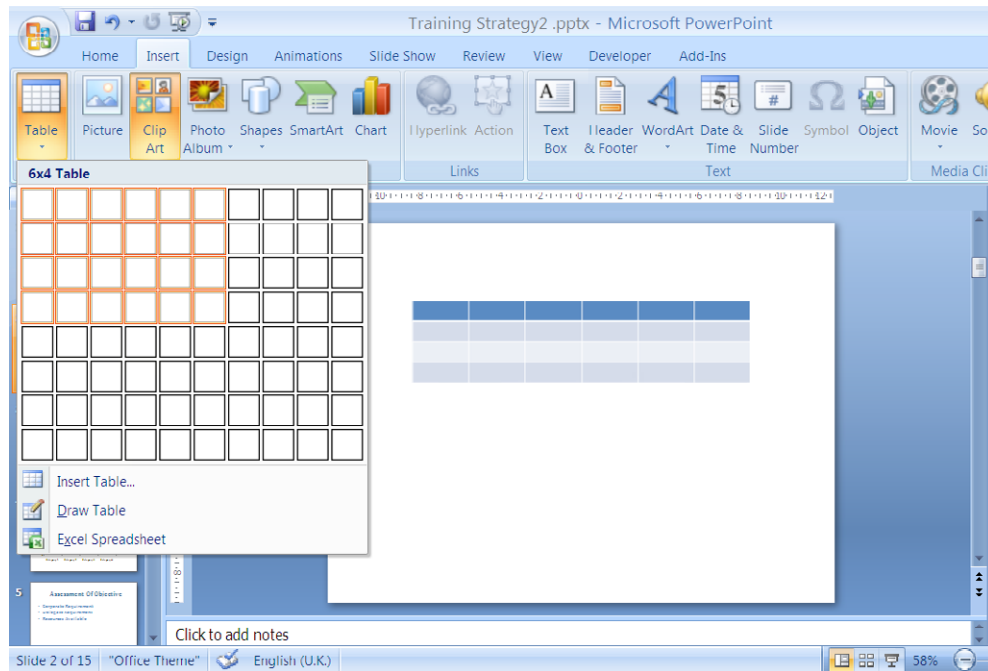 Training Strategy2 .pptx - Microsoft PowerPoint
Home Insert Design Animations Slide Show Review View Developer Add-Ins
Table Picture Clip Art Photo Album Shapes SmartArt Chart Hyperlink Action Text Box Header & Footer WordArt Date & Time Slide Number Symbol Object Movie So
Links Text Media Cli
6x4 Table
Insert Table...
Draw Table
Excel Spreadsheet
5 Assessment Of Objective
Click to add notes
Slide 2 of 15 "Office Theme" English (U.K.) 58%